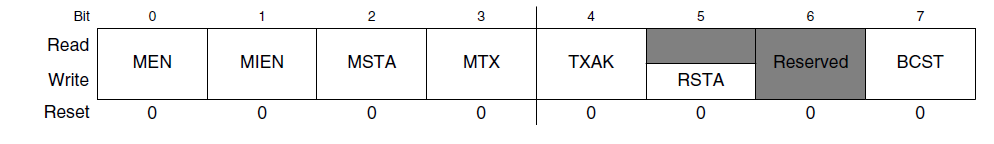 Bit 0 1 2 3 4 5 6 7
Read
MEN MIEN MSTA MTX TXAK Reserved BCST
Write RSTA
Reset 0 0 0 0 0 0 0 0